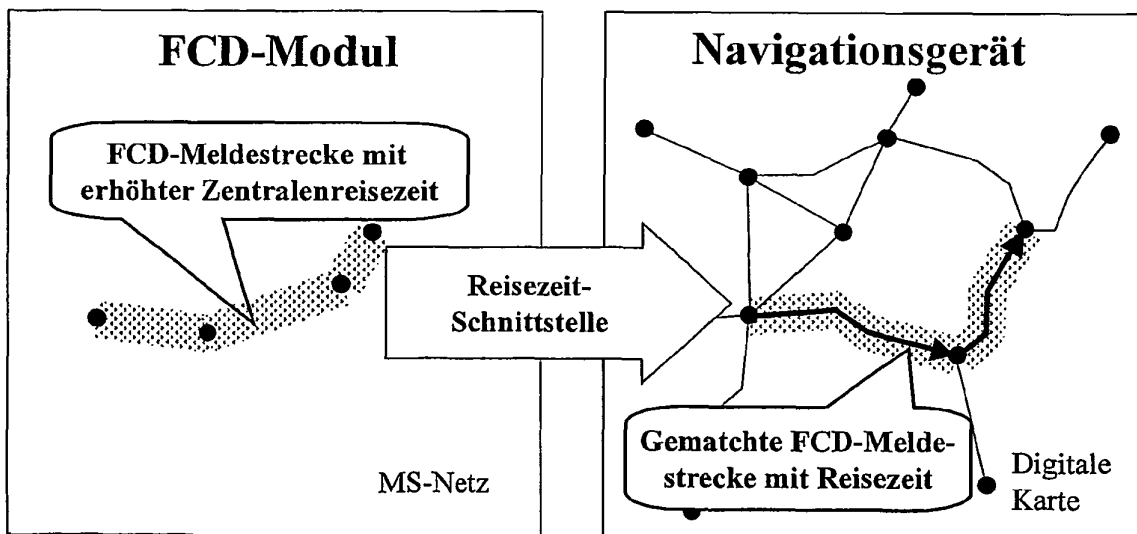 FCD-Modul
FCD-Meldestrecke mit
erhöhter Zentralenreisezeit
MS-Netz
Reisezeit-
Schnittstelle
Navigationsgerät
Gematchte FCD-Melde-
strecke mit Reisezeit
Digitale
Karte